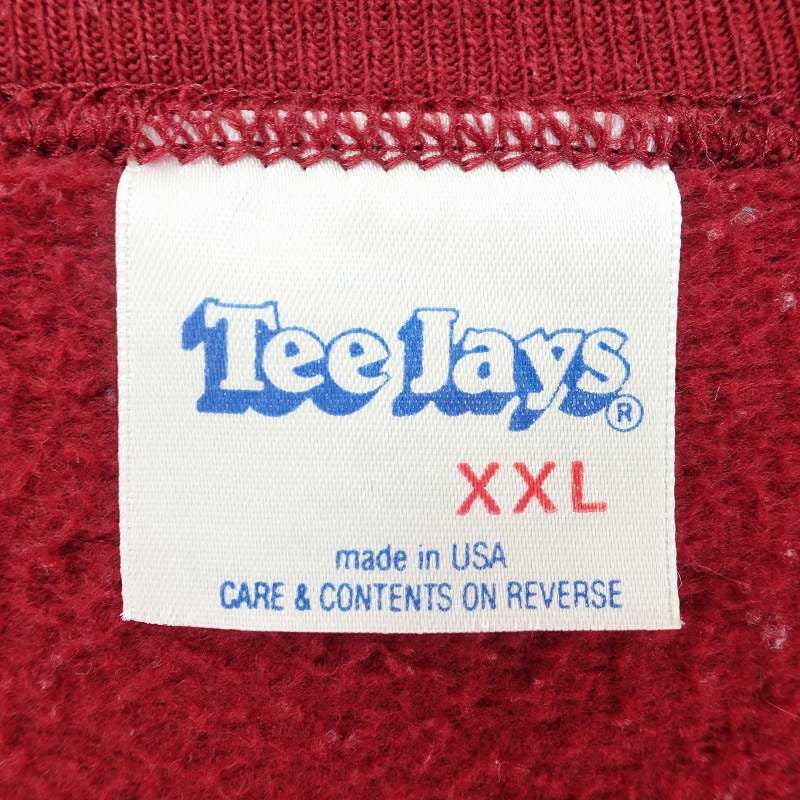 Tee Jays ®
XXL
made in USA
CARE & CONTENTS ON REVERSE